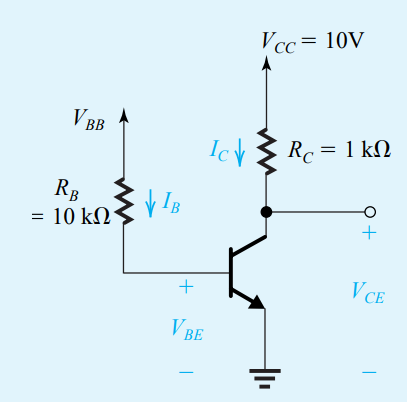 V_CC = 10V
V_BB
I_C
R_C = 1 kΩ
R_B
= 10 kΩ
I_B
+
+
V_CE
V_BE
−
−